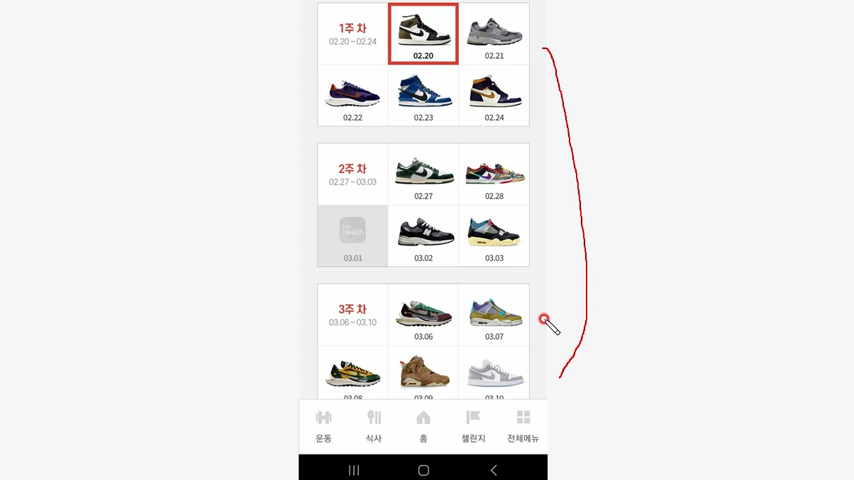 1주 차
02.20 – 02.24
02.20
02.21
02.22
02.23
02.24
2주 차
02.27 – 03.03
02.27
02.28
Health
03.01
03.02
03.03
3주 차
03.06 – 03.10
03.06
03.07
03.08
03.09
03.10
운동
식사
홈
챌린지
전체메뉴